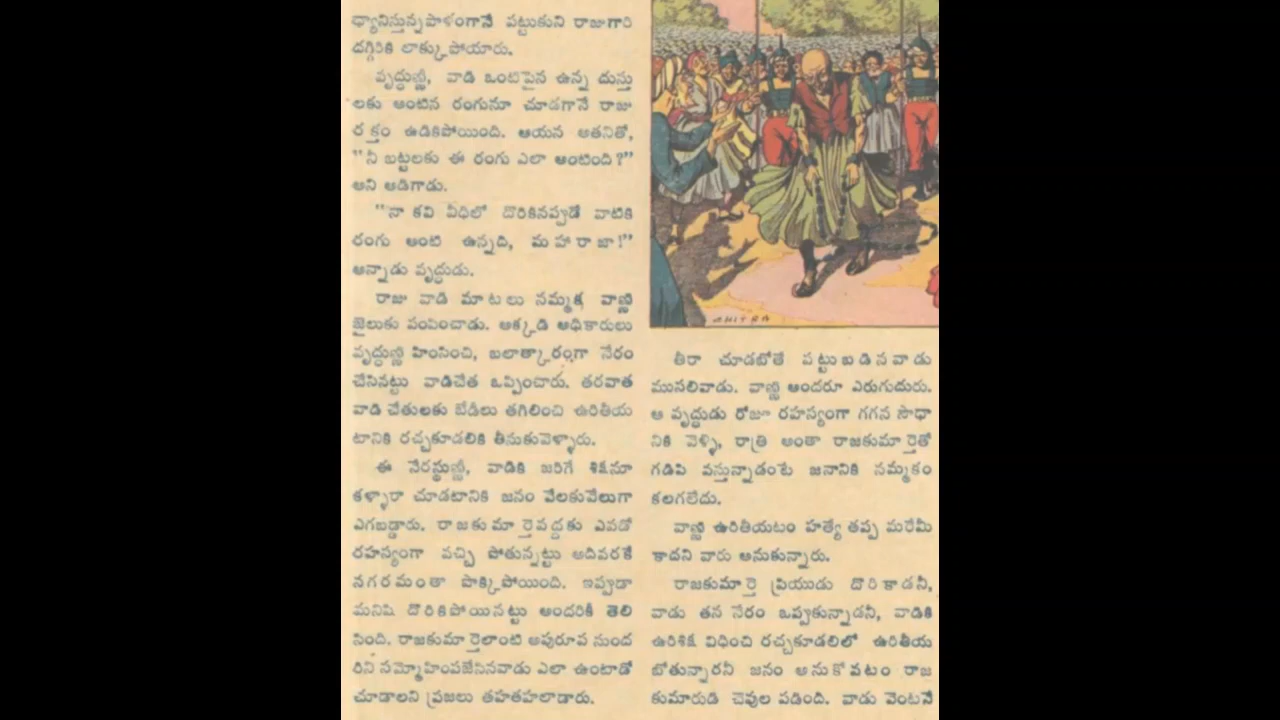 ధ్యానిస్తున్న పాళంగానే పట్టుకుని రాజుగారి
దగ్గిరికి లాక్కుపోయారు.
వృద్ధుణ్ణీ, వాడి ఒంటిపైన ఉన్న దుస్తు
లకు అంటిన రంగునూ చూడగానే రాజు
రక్తం ఉడికిపోయింది. ఆయన అతనితో,
"నీ బట్టలకు ఈ రంగు ఎలా అంటింది?"
అని అడిగాడు.
"నా కవి వీధిలో దొరికినప్పుడే వాటికి
రంగు అంటి ఉన్నది, మహారాజా!"
అన్నాడు వృద్ధుడు.
రాజు వాడి మాటలు నమ్మక వాణ్ణి
జైలుకు పంపించాడు. అక్కడి అధికారులు
వృద్ధుణ్ణి హింసించి, బలాత్కారంగా నేరం
చేసినట్టు వాడిచేత ఒప్పించారు. తరవాత
వాడి చేతులకు బేడీలు తగిలించి ఉరితీయ
టానికి రచ్చకూడలికి తీసుకువెళ్ళారు.
ఈ నేరస్థుణ్ణీ, వాడికి జరిగే శిక్షనూ
కళ్ళారా చూడటానికి జనం వేలకువేలుగా
ఎగబడ్డారు. రాజకుమార్తెవద్దకు ఎవడో
రహస్యంగా వచ్చి పోతున్నట్టు అదివరకే
నగరమంతా పొక్కిపోయింది. ఇప్పుడా
మనిషి దొరికిపోయినట్టు అందరికీ తెలి
సింది. రాజకుమార్తెలాంటి అపురూప సుంద
రిని సమ్మోహింపజేసినవాడు ఎలా ఉంటాడో
చూడాలని ప్రజలు తహతహలాడారు.
CHITRA
తీరా చూడబోతే పట్టుబడినవాడు
ముసలివాడు. వాణ్ణి అందరూ ఎరుగుదురు.
ఆ వృద్ధుడు రోజూ రహస్యంగా గగన సౌధా
నికి వెళ్ళి, రాత్రి అంతా రాజకుమార్తెతో
గడిపి వస్తున్నాడంటే జనానికి నమ్మకం
కలగలేదు.
వాణ్ణి ఉరితీయటం హత్యే తప్ప మరేమీ
కాదని వారు అనుకున్నారు.
రాజకుమార్తె ప్రియుడు దొరికాడనీ,
వాడు తన నేరం ఒప్పుకున్నాడనీ, వాడికి
ఉరిశిక్ష విధించి రచ్చకూడలిలో ఉరితీయ
బోతున్నారనీ జనం అనుకోవటం రాజ
కుమారుడి చెవుల పడింది. వాడు వెంటనే